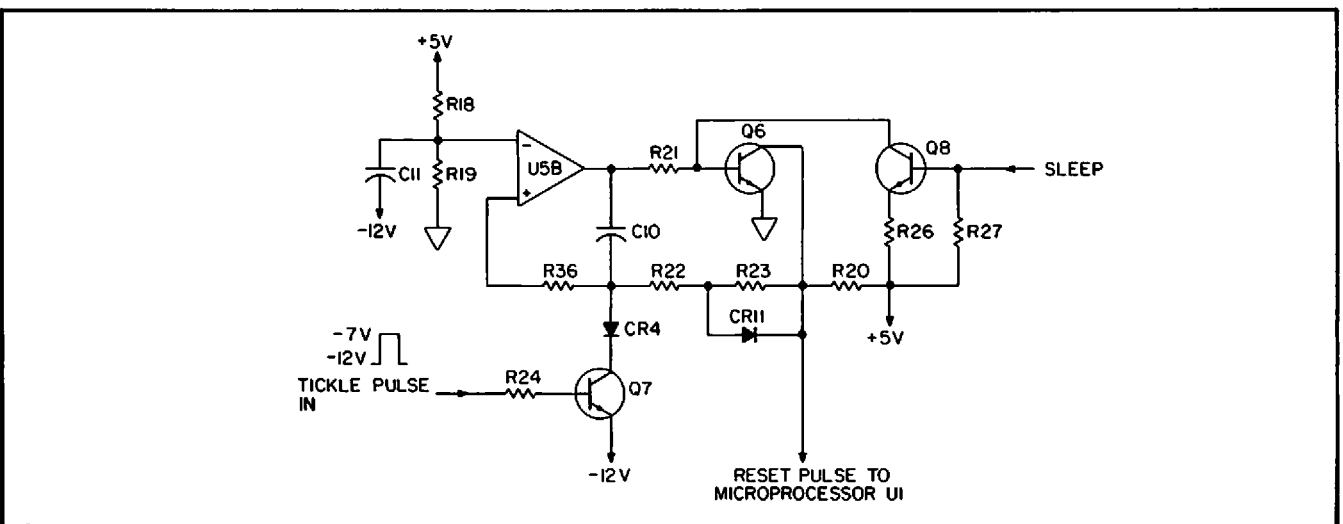 +5V
R18
Q6
Q8
R21
U5B
-
+
C11
R19
SLEEP
-12V
C10
R26
R27
R36
R22
R23
R20
CR11
+5V
CR4
-7V
-12V
TICKLE PULSE
IN
R24
Q7
-12V
RESET PULSE TO
MICROPROCESSOR U1